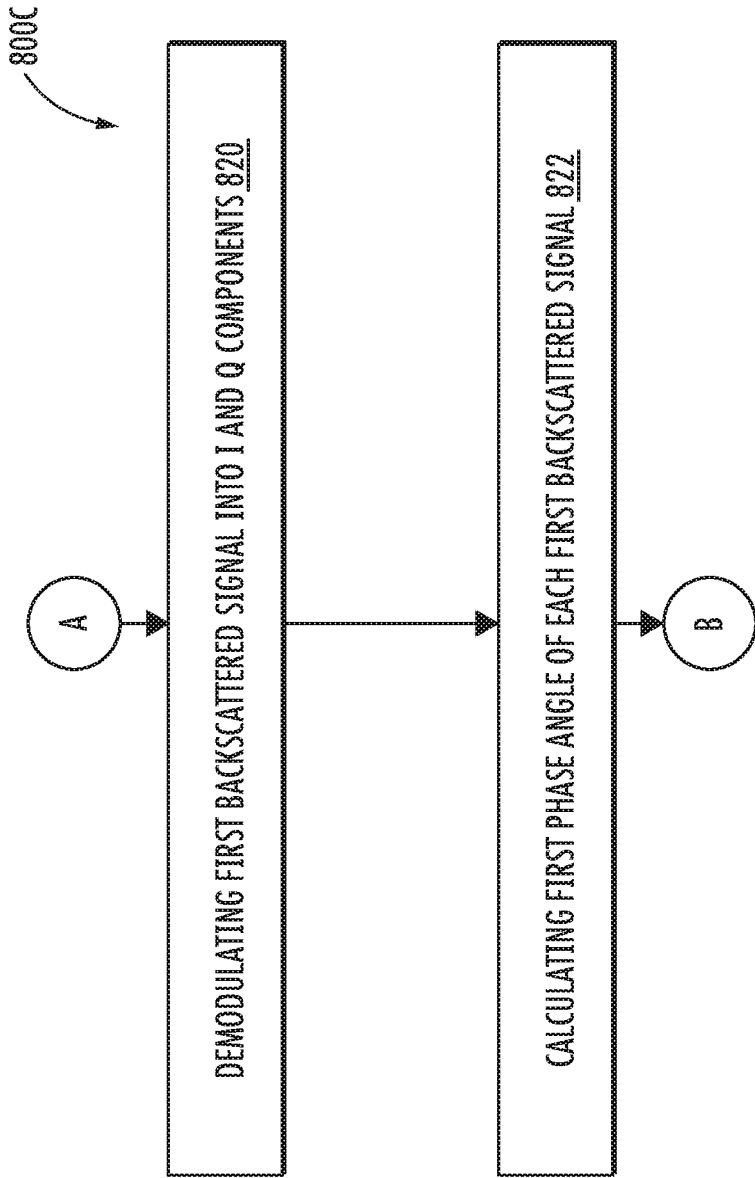 800C
A
DEMODULATING FIRST BACKSCATTERED SIGNAL INTO I AND Q COMPONENTS 820
CALCULATING FIRST PHASE ANGLE OF EACH FIRST BACKSCATTERED SIGNAL 822
B